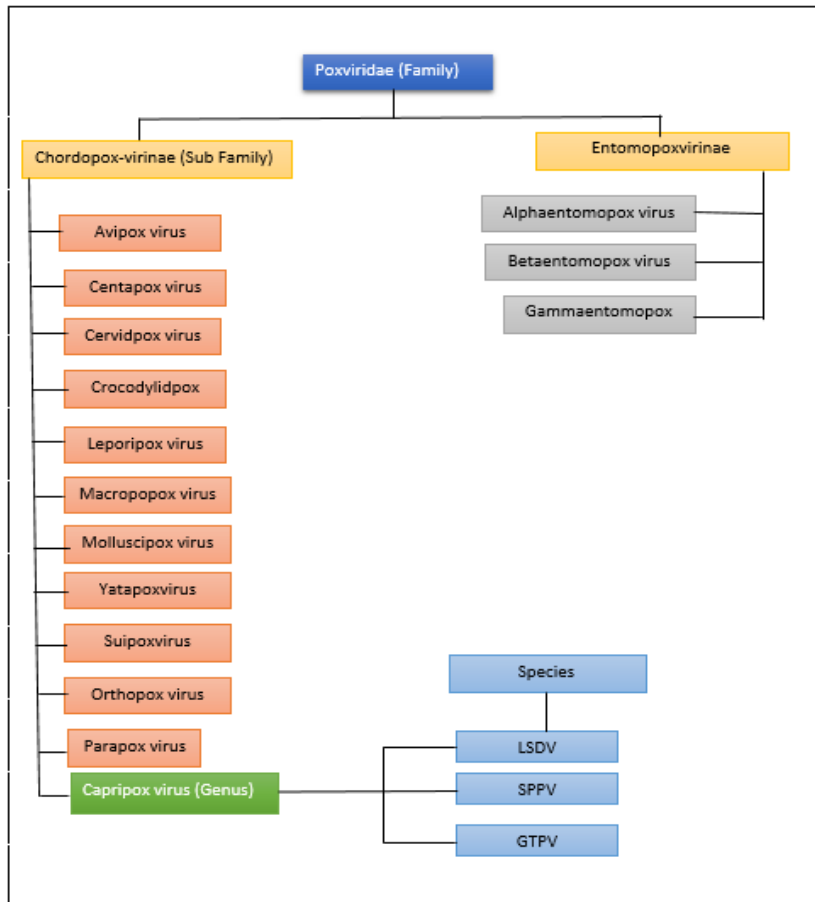 Poxviridae (Family)
Chordopox-virinae (Sub Family)
Entomopoxvirinae
Alphaentomopox virus
Betaentomopox virus
Gammaentomopox
Avipox virus
Centapox virus
Cervidpox virus
Crocodylidpox
Leporipox virus
Macropopox virus
Molluscipox virus
Yatapoxvirus
Suipoxvirus
Orthopox virus
Parapox virus
Capripox virus (Genus)
Species
LSDV
SPPV
GTPV